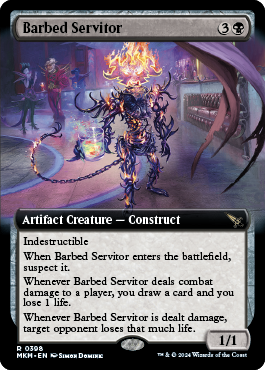 Barbed Servitor 3
Artifact Creature — Construct
Indestructible
When Barbed Servitor enters the battlefield,
suspect it.
Whenever Barbed Servitor deals combat
damage to a player, you draw a card and you
lose 1 life.
Whenever Barbed Servitor is dealt damage,
target opponent loses that much life.
1/1
R 0398
MKM • EN Simon Dominic ™ & © 2024 Wizards of the Coast